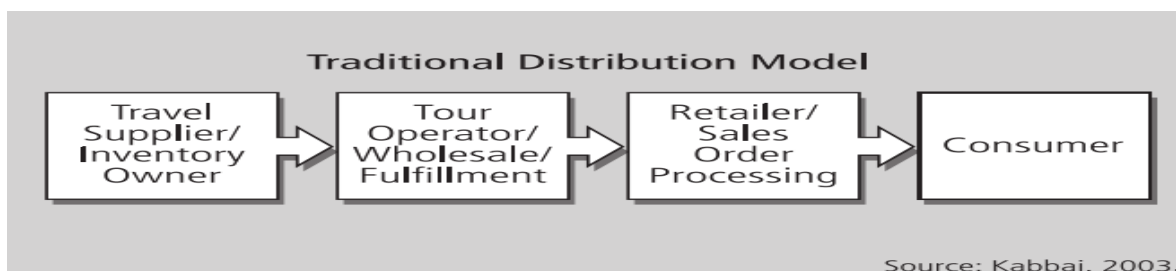 Traditional Distribution Model
Travel
Supplier/
Inventory
Owner
Tour
Operator/
Wholesale/
Fulfillment
Retailer/
Sales
Order
Processing
Consumer
Source: Kabbaj, 2003.